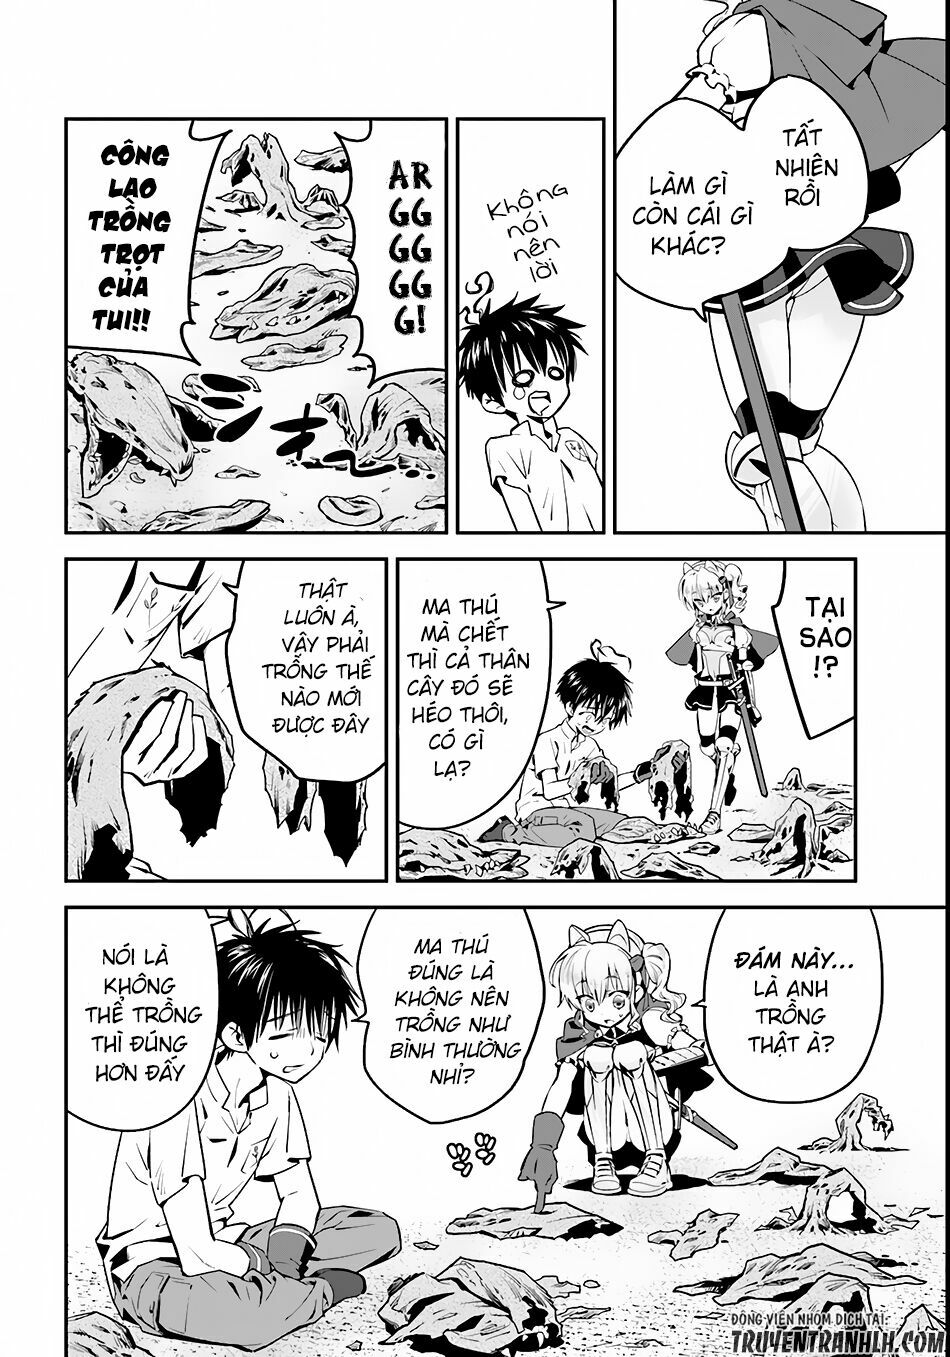 TẤT
NHIÊN
RỒI
LÀM GÌ
CÒN CÁI GÌ
KHÁC?
Không
nói
nên
lời
AR
GG
GG
GG
G!
CÔNG
LAO
TRỒNG
TRỌT
CỦA
TUI!!
TẠI
SAO
!?
MA THÚ
MÀ CHẾT
THÌ CẢ THÂN
CÂY ĐÓ SẼ
HÉO THÔI,
CÓ GÌ
LẠ?
THẬT
LUÔN À,
VẬY PHẢI
TRỒNG THẾ
NÀO MỚI
ĐƯỢC ĐÂY
ĐÁM NÀY...
LÀ ANH
TRỒNG
THẬT À?
MA THÚ
ĐÚNG LÀ
KHÔNG NÊN
TRỒNG NHƯ
BÌNH THƯỜNG
NHỈ?
NÓI LÀ
KHÔNG
THỂ TRỒNG
THÌ ĐÚNG
HƠN ĐẤY
ĐỘNG VIÊN NHÓM DỊCH TẠI:
TRUYENTRANHLH.COM